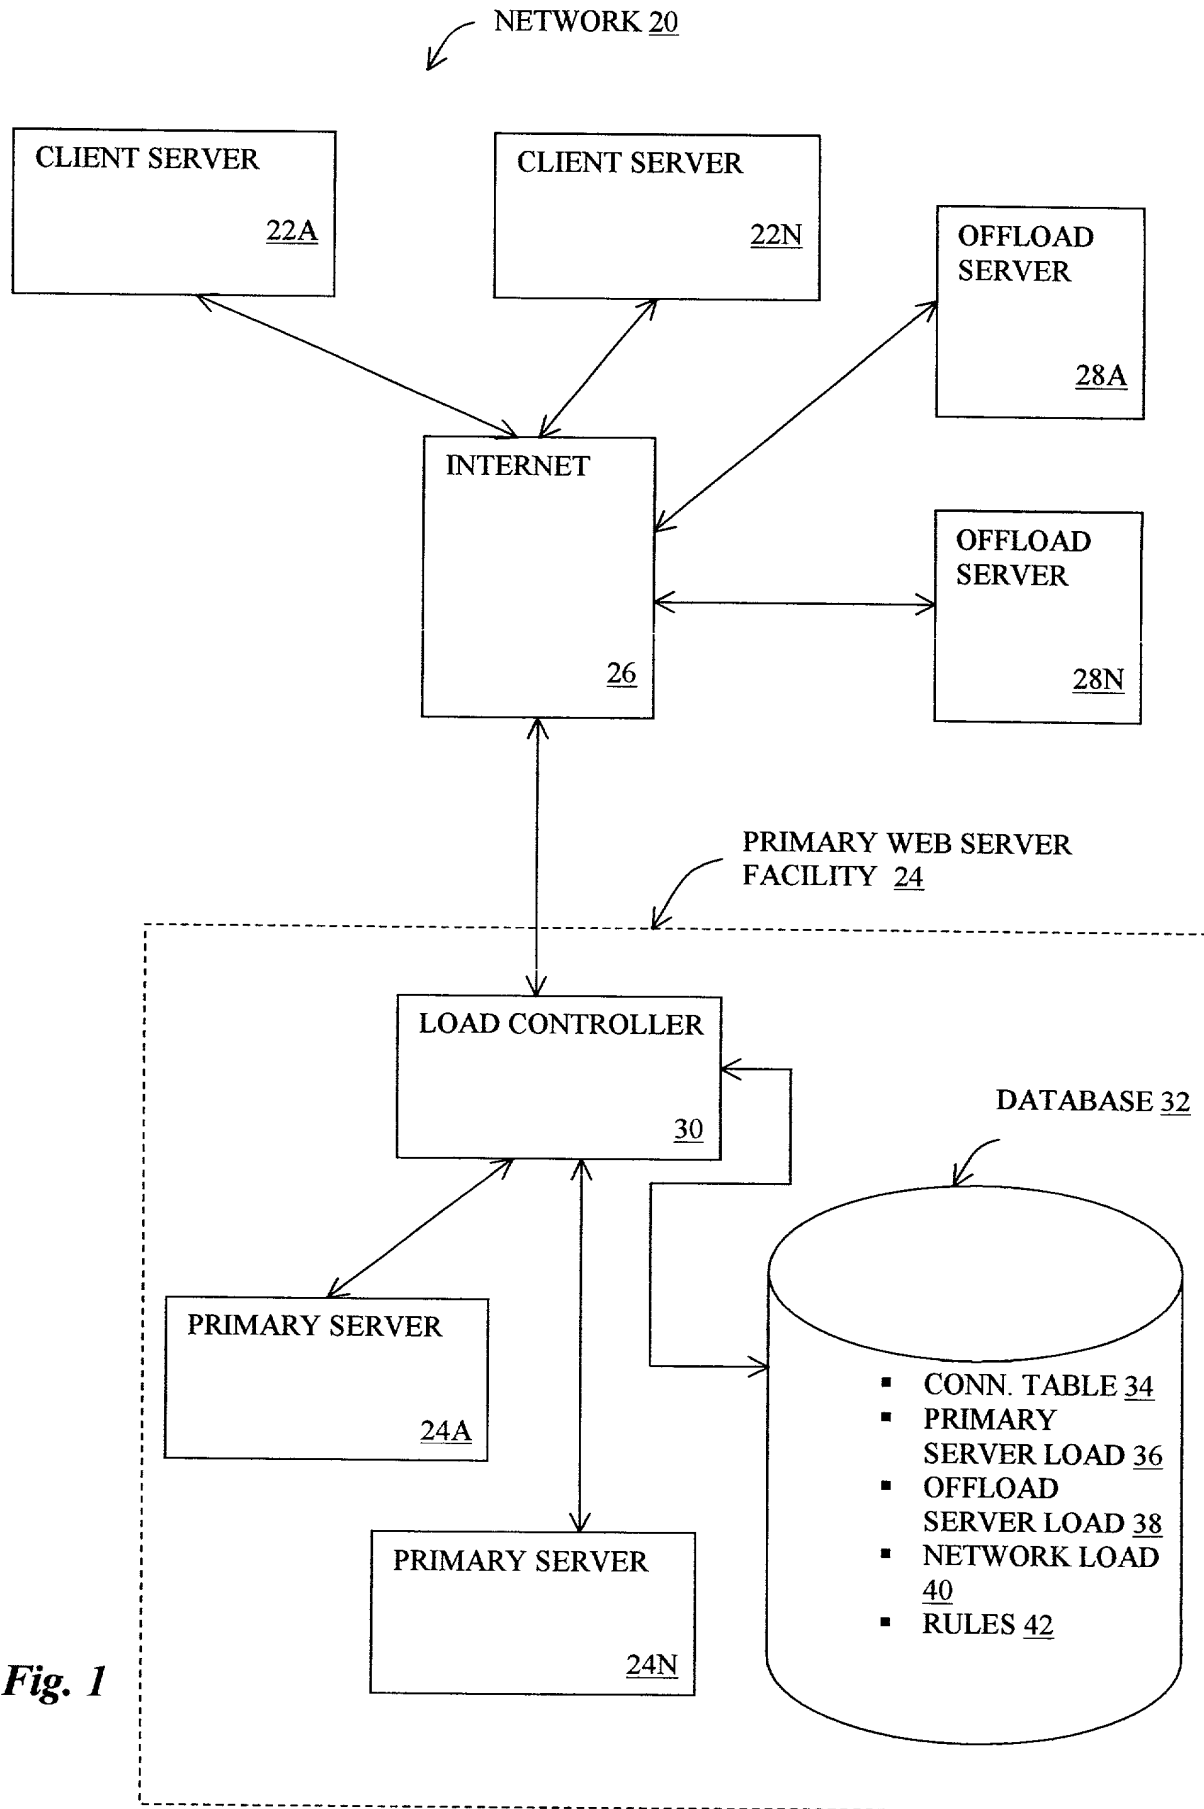 NETWORK 20
CLIENT SERVER
22A
CLIENT SERVER
22N
OFFLOAD
SERVER
28A
INTERNET
26
OFFLOAD
SERVER
28N
PRIMARY WEB SERVER
FACILITY 24
LOAD CONTROLLER
30
DATABASE 32
PRIMARY SERVER
24A
▪ CONN. TABLE 34
▪ PRIMARY
SERVER LOAD 36
▪ OFFLOAD
SERVER LOAD 38
▪ NETWORK LOAD
40
▪ RULES 42
PRIMARY SERVER
24N
Fig. 1